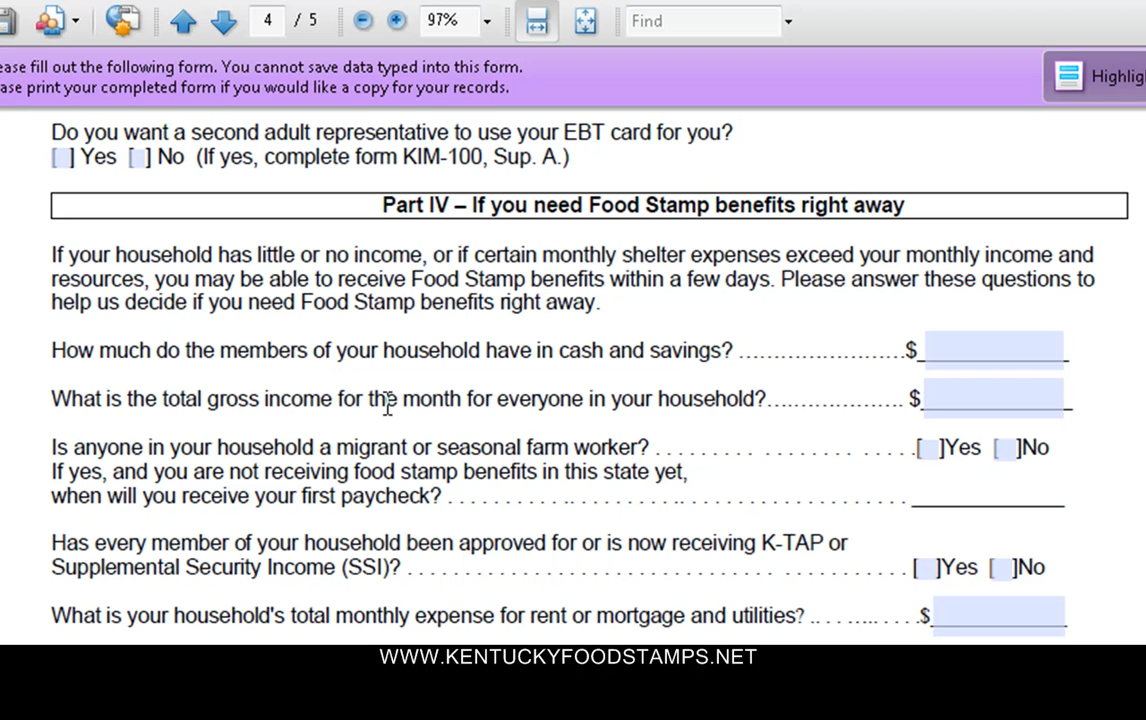 4 / 5
97%
Find
ease fill out the following form. You cannot save data typed into this form.
ase print your completed form if you would like a copy for your records.
Highlig
Do you want a second adult representative to use your EBT card for you?
[ ] Yes [ ] No (If yes, complete form KIM-100, Sup. A.)
Part IV – If you need Food Stamp benefits right away
If your household has little or no income, or if certain monthly shelter expenses exceed your monthly income and
resources, you may be able to receive Food Stamp benefits within a few days. Please answer these questions to
help us decide if you need Food Stamp benefits right away.
How much do the members of your household have in cash and savings? ........................$_____________
What is the total gross income for the month for everyone in your household?....................... $_____________
Is anyone in your household a migrant or seasonal farm worker? . . . . . . . . . . . . . . . . . . . .[ ]Yes [ ]No
If yes, and you are not receiving food stamp benefits in this state yet,
when will you receive your first paycheck? . . . . . . . . . . . . . . . . . . . . . . . . . . . . . . . . . . . _____________
Has every member of your household been approved for or is now receiving K-TAP or
Supplemental Security Income (SSI)? . . . . . . . . . . . . . . . . . . . . . . . . . . . . . . . . . . . . . . [ ]Yes [ ]No
What is your household's total monthly expense for rent or mortgage and utilities? .. . . ..... . . . .$_____________
WWW.KENTUCKYFOODSTAMPS.NET